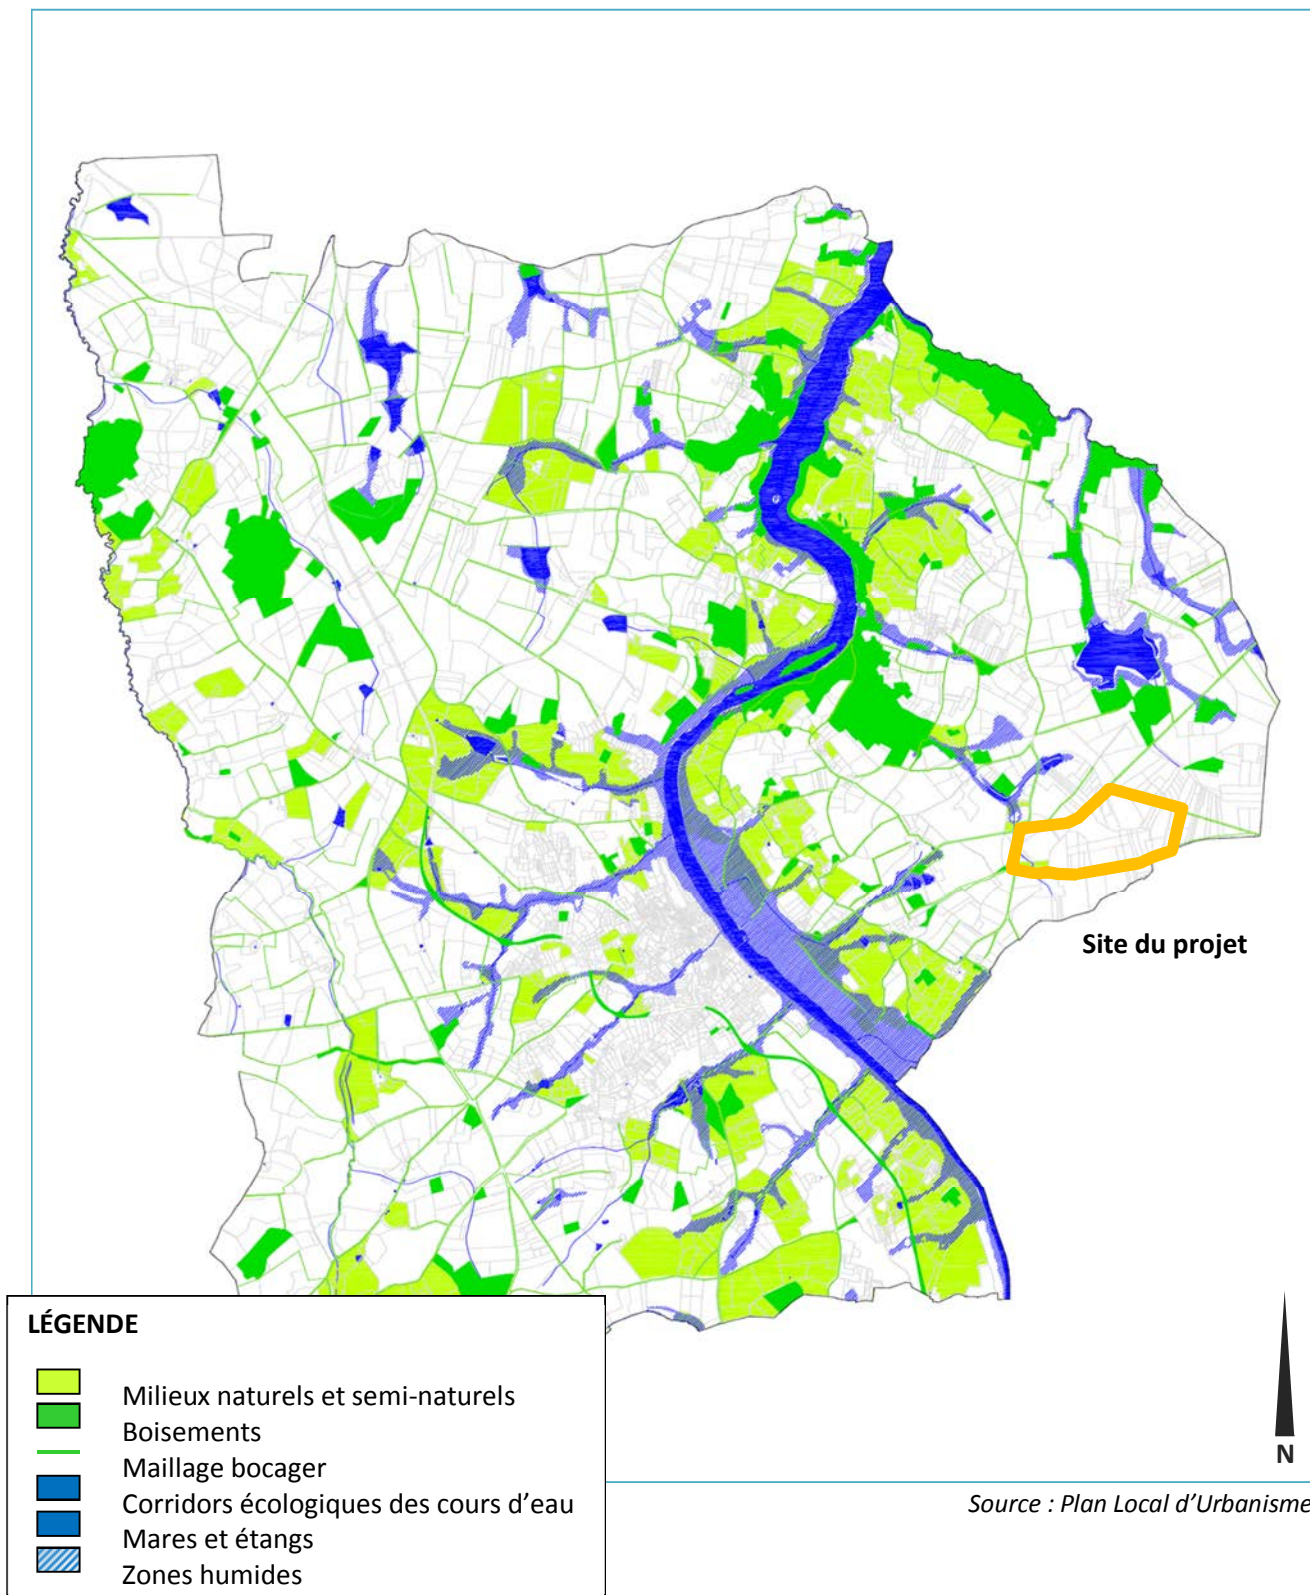 Site du projet
LÉGENDE
Milieux naturels et semi-naturels
Boisements
Maillage bocager
Corridors écologiques des cours d'eau
Mares et étangs
Zones humides
N
Source : Plan Local d'Urbanisme